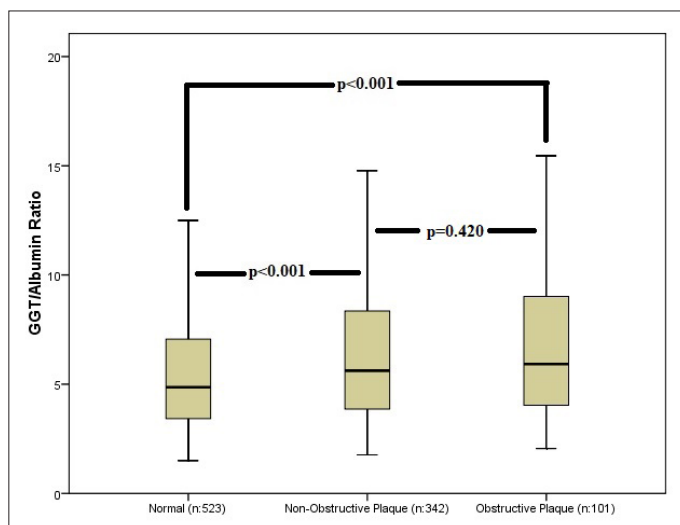 20
p<0.001
15
p=0.420
p<0.001
10
5
0
GGT/Albumin Ratio
Normal (n:523)
Non-Obstructive Plaque (n:342)
Obstructive Plaque (n:101)